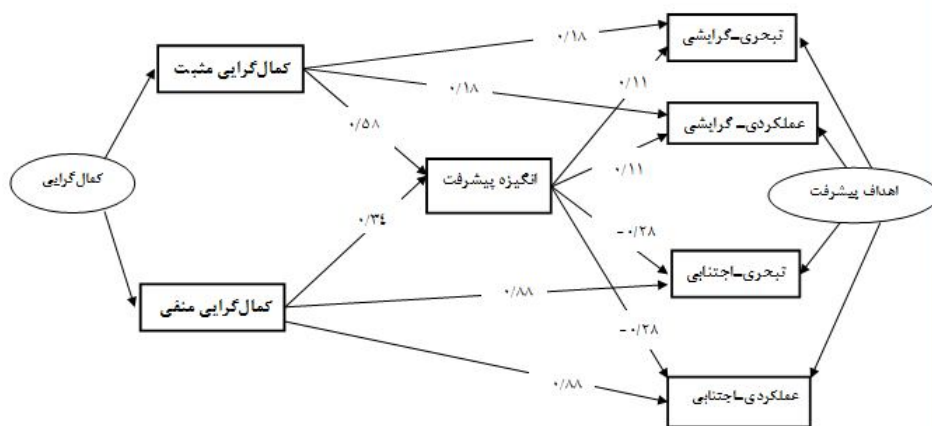 تبحری-گرایشی
۰/۱۸
کمال‌گرایی مثبت
۰/۱۱
۰/۱۸
عملکردی- گرایشی
۰/۵۸
۰/۱۱
کمال‌گرایی
انگیزه پیشرفت
اهداف پیشرفت
۰/۳۴
-۰/۲۸
تبحری-اجتنابی
۰/۸۸
کمال‌گرایی منفی
-۰/۲۸
۰/۸۸
عملکردی-اجتنابی